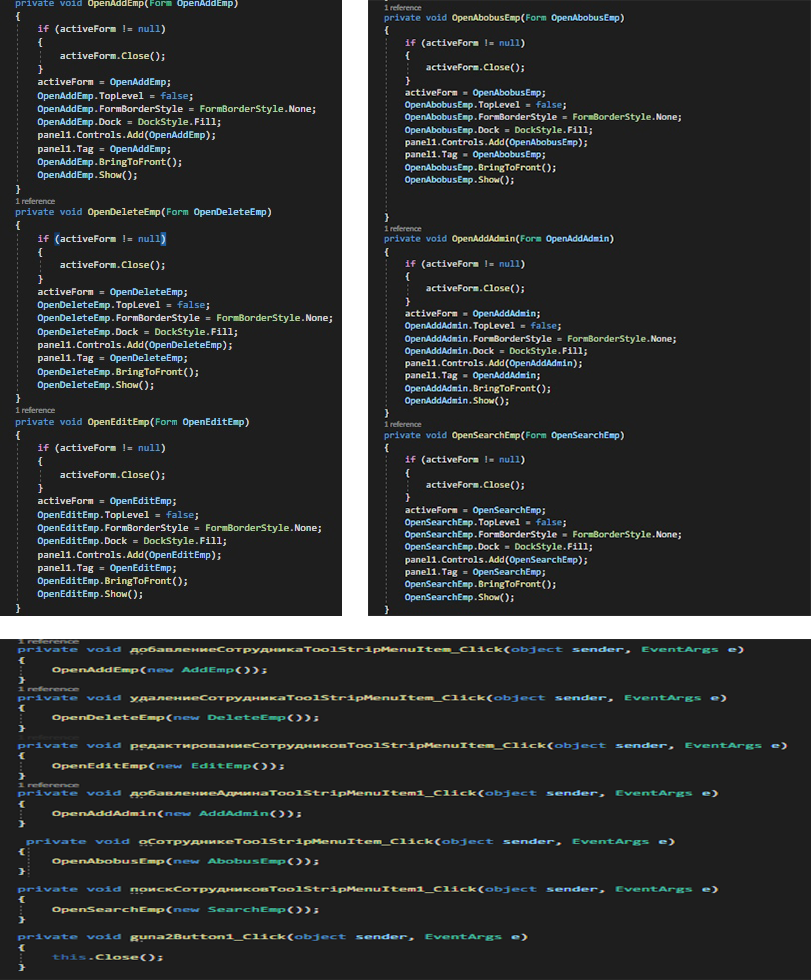 private void OpenAddEmp(Form OpenAddEmp)
{
if (activeForm != null)
{
activeForm.Close();
}
activeForm = OpenAddEmp;
OpenAddEmp.TopLevel = false;
OpenAddEmp.FormBorderStyle = FormBorderStyle.None;
OpenAddEmp.Dock = DockStyle.Fill;
panel1.Controls.Add(OpenAddEmp);
panel1.Tag = OpenAddEmp;
OpenAddEmp.BringToFront();
OpenAddEmp.Show();
}
1 reference
private void OpenDeleteEmp(Form OpenDeleteEmp)
{
if (activeForm != null)
{
activeForm.Close();
}
activeForm = OpenDeleteEmp;
OpenDeleteEmp.TopLevel = false;
OpenDeleteEmp.FormBorderStyle = FormBorderStyle.None;
OpenDeleteEmp.Dock = DockStyle.Fill;
panel1.Controls.Add(OpenDeleteEmp);
panel1.Tag = OpenDeleteEmp;
OpenDeleteEmp.BringToFront();
OpenDeleteEmp.Show();
}
1 reference
private void OpenEditEmp(Form OpenEditEmp)
{
if (activeForm != null)
{
activeForm.Close();
}
activeForm = OpenEditEmp;
OpenEditEmp.TopLevel = false;
OpenEditEmp.FormBorderStyle = FormBorderStyle.None;
OpenEditEmp.Dock = DockStyle.Fill;
panel1.Controls.Add(OpenEditEmp);
panel1.Tag = OpenEditEmp;
OpenEditEmp.BringToFront();
OpenEditEmp.Show();
}
1 reference
private void OpenAbobusEmp(Form OpenAbobusEmp)
{
if (activeForm != null)
{
activeForm.Close();
}
activeForm = OpenAbobusEmp;
OpenAbobusEmp.TopLevel = false;
OpenAbobusEmp.FormBorderStyle = FormBorderStyle.None;
OpenAbobusEmp.Dock = DockStyle.Fill;
panel1.Controls.Add(OpenAbobusEmp);
panel1.Tag = OpenAbobusEmp;
OpenAbobusEmp.BringToFront();
OpenAbobusEmp.Show();
}
1 reference
private void OpenAddAdmin(Form OpenAddAdmin)
{
if (activeForm != null)
{
activeForm.Close();
}
activeForm = OpenAddAdmin;
OpenAddAdmin.TopLevel = false;
OpenAddAdmin.FormBorderStyle = FormBorderStyle.None;
OpenAddAdmin.Dock = DockStyle.Fill;
panel1.Controls.Add(OpenAddAdmin);
panel1.Tag = OpenAddAdmin;
OpenAddAdmin.BringToFront();
OpenAddAdmin.Show();
}
1 reference
private void OpenSearchEmp(Form OpenSearchEmp)
{
if (activeForm != null)
{
activeForm.Close();
}
activeForm = OpenSearchEmp;
OpenSearchEmp.TopLevel = false;
OpenSearchEmp.FormBorderStyle = FormBorderStyle.None;
OpenSearchEmp.Dock = DockStyle.Fill;
panel1.Controls.Add(OpenSearchEmp);
panel1.Tag = OpenSearchEmp;
OpenSearchEmp.BringToFront();
OpenSearchEmp.Show();
}
1 reference
private void добавлениеСотрудникаToolStripMenuItem_Click(object sender, EventArgs e)
{
OpenAddEmp(new AddEmp());
}
1 reference
private void удалениеСотрудникаToolStripMenuItem_Click(object sender, EventArgs e)
{
OpenDeleteEmp(new DeleteEmp());
}
1 reference
private void редактированиеСотрудниковToolStripMenuItem_Click(object sender, EventArgs e)
{
OpenEditEmp(new EditEmp());
}
1 reference
private void добавлениеАдминаToolStripMenuItem1_Click(object sender, EventArgs e)
{
OpenAddAdmin(new AddAdmin());
}
private void оСотрудникеToolStripMenuItem_Click(object sender, EventArgs e)
{
OpenAbobusEmp(new AbobusEmp());
}
private void поискСотрудниковToolStripMenuItem1_Click(object sender, EventArgs e)
{
OpenSearchEmp(new SearchEmp());
}
private void guna2Button1_Click(object sender, EventArgs e)
{
this.Close();
}